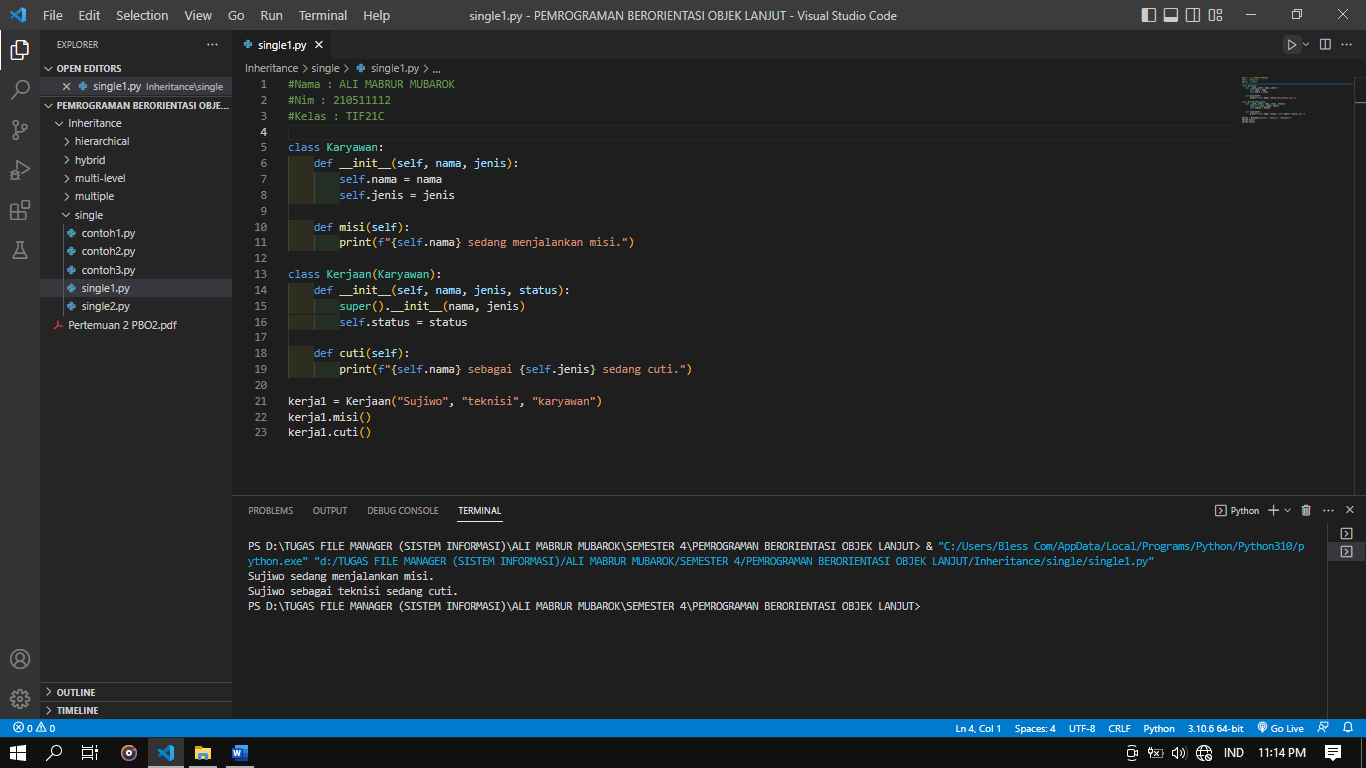 File Edit Selection View Go Run Terminal Help single1.py - PEMROGRAMAN BERORIENTASI OBJEK LANJUT - Visual Studio Code
EXPLORER ...
OPEN EDITORS
single1.py Inheritance\single
PEMROGRAMAN BERORIENTASI OBJE...
Inheritance
hierarchical
hybrid
multi-level
multiple
single
contoh1.py
contoh2.py
contoh3.py
single1.py
single2.py
Pertemuan 2 PBO2.pdf
OUTLINE
TIMELINE
single1.py
Inheritance > single > single1.py > ...
1 #Nama : ALI MABRUR MUBAROK
2 #Nim : 210511112
3 #Kelas : TIF21C
4
5 class Karyawan:
6 def __init__(self, nama, jenis):
7 self.nama = nama
8 self.jenis = jenis
9
10 def misi(self):
11 print(f"{self.nama} sedang menjalankan misi.")
12
13 class Kerjaan(Karyawan):
14 def __init__(self, nama, jenis, status):
15 super().__init__(nama, jenis)
16 self.status = status
17
18 def cuti(self):
19 print(f"{self.nama} sebagai {self.jenis} sedang cuti.")
20
21 kerja1 = Kerjaan("Sujiwo", "teknisi", "karyawan")
22 kerja1.misi()
23 kerja1.cuti()
PROBLEMS OUTPUT DEBUG CONSOLE TERMINAL Python
PS D:\TUGAS FILE MANAGER (SISTEM INFORMASI)\ALI MABRUR MUBAROK\SEMESTER 4\PEMROGRAMAN BERORIENTASI OBJEK LANJUT> & "C:/Users/Bless Com/AppData/Local/Programs/Python/Python310/p
ython.exe" "d:/TUGAS FILE MANAGER (SISTEM INFORMASI)/ALI MABRUR MUBAROK/SEMESTER 4/PEMROGRAMAN BERORIENTASI OBJEK LANJUT/Inheritance/single/single1.py"
Sujiwo sedang menjalankan misi.
Sujiwo sebagai teknisi sedang cuti.
PS D:\TUGAS FILE MANAGER (SISTEM INFORMASI)\ALI MABRUR MUBAROK\SEMESTER 4\PEMROGRAMAN BERORIENTASI OBJEK LANJUT>
0 0 Ln 4, Col 1 Spaces: 4 UTF-8 CRLF Python 3.10.6 64-bit Go Live
IND 11:14 PM